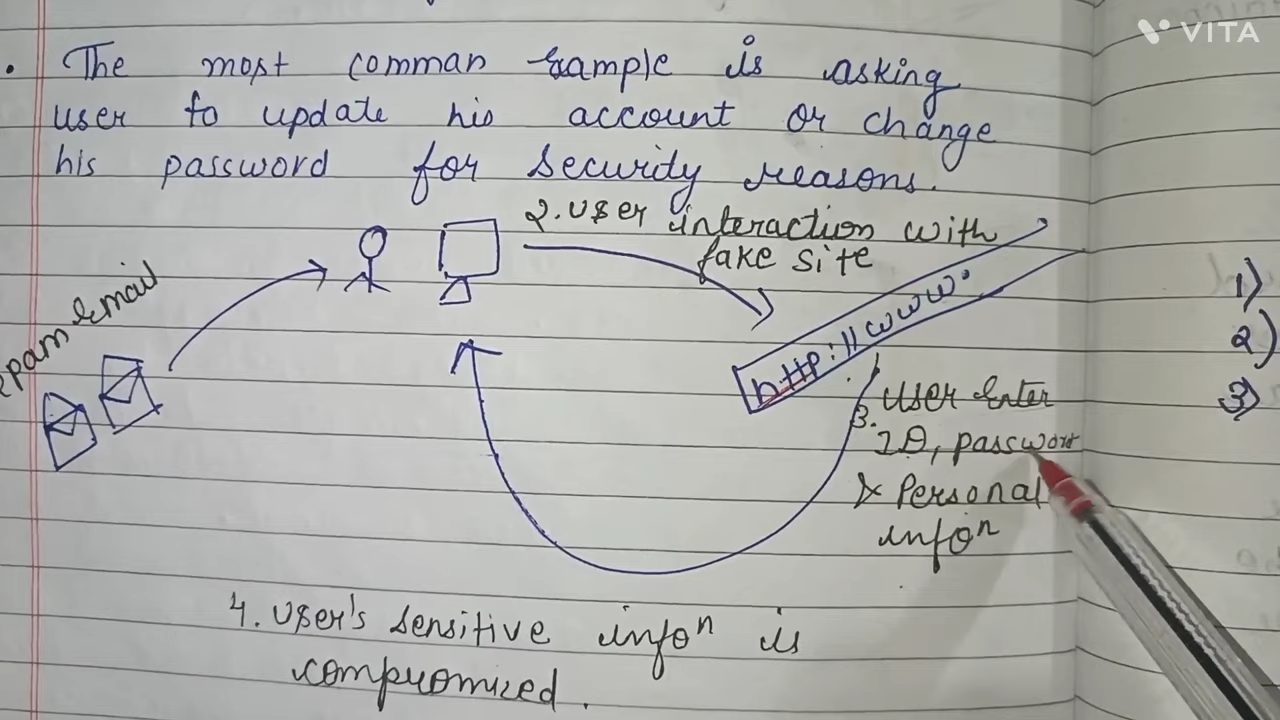 VITA
. The most comman Example is asking
user to update his account or change
his password for security reasons.
2. User interaction with
fake site
spam Email
http://www.
3. User Enter
ID, password
& Personal
infoⁿ
4. User's sensitive infoⁿ is
compromized.
1)
2)
3)